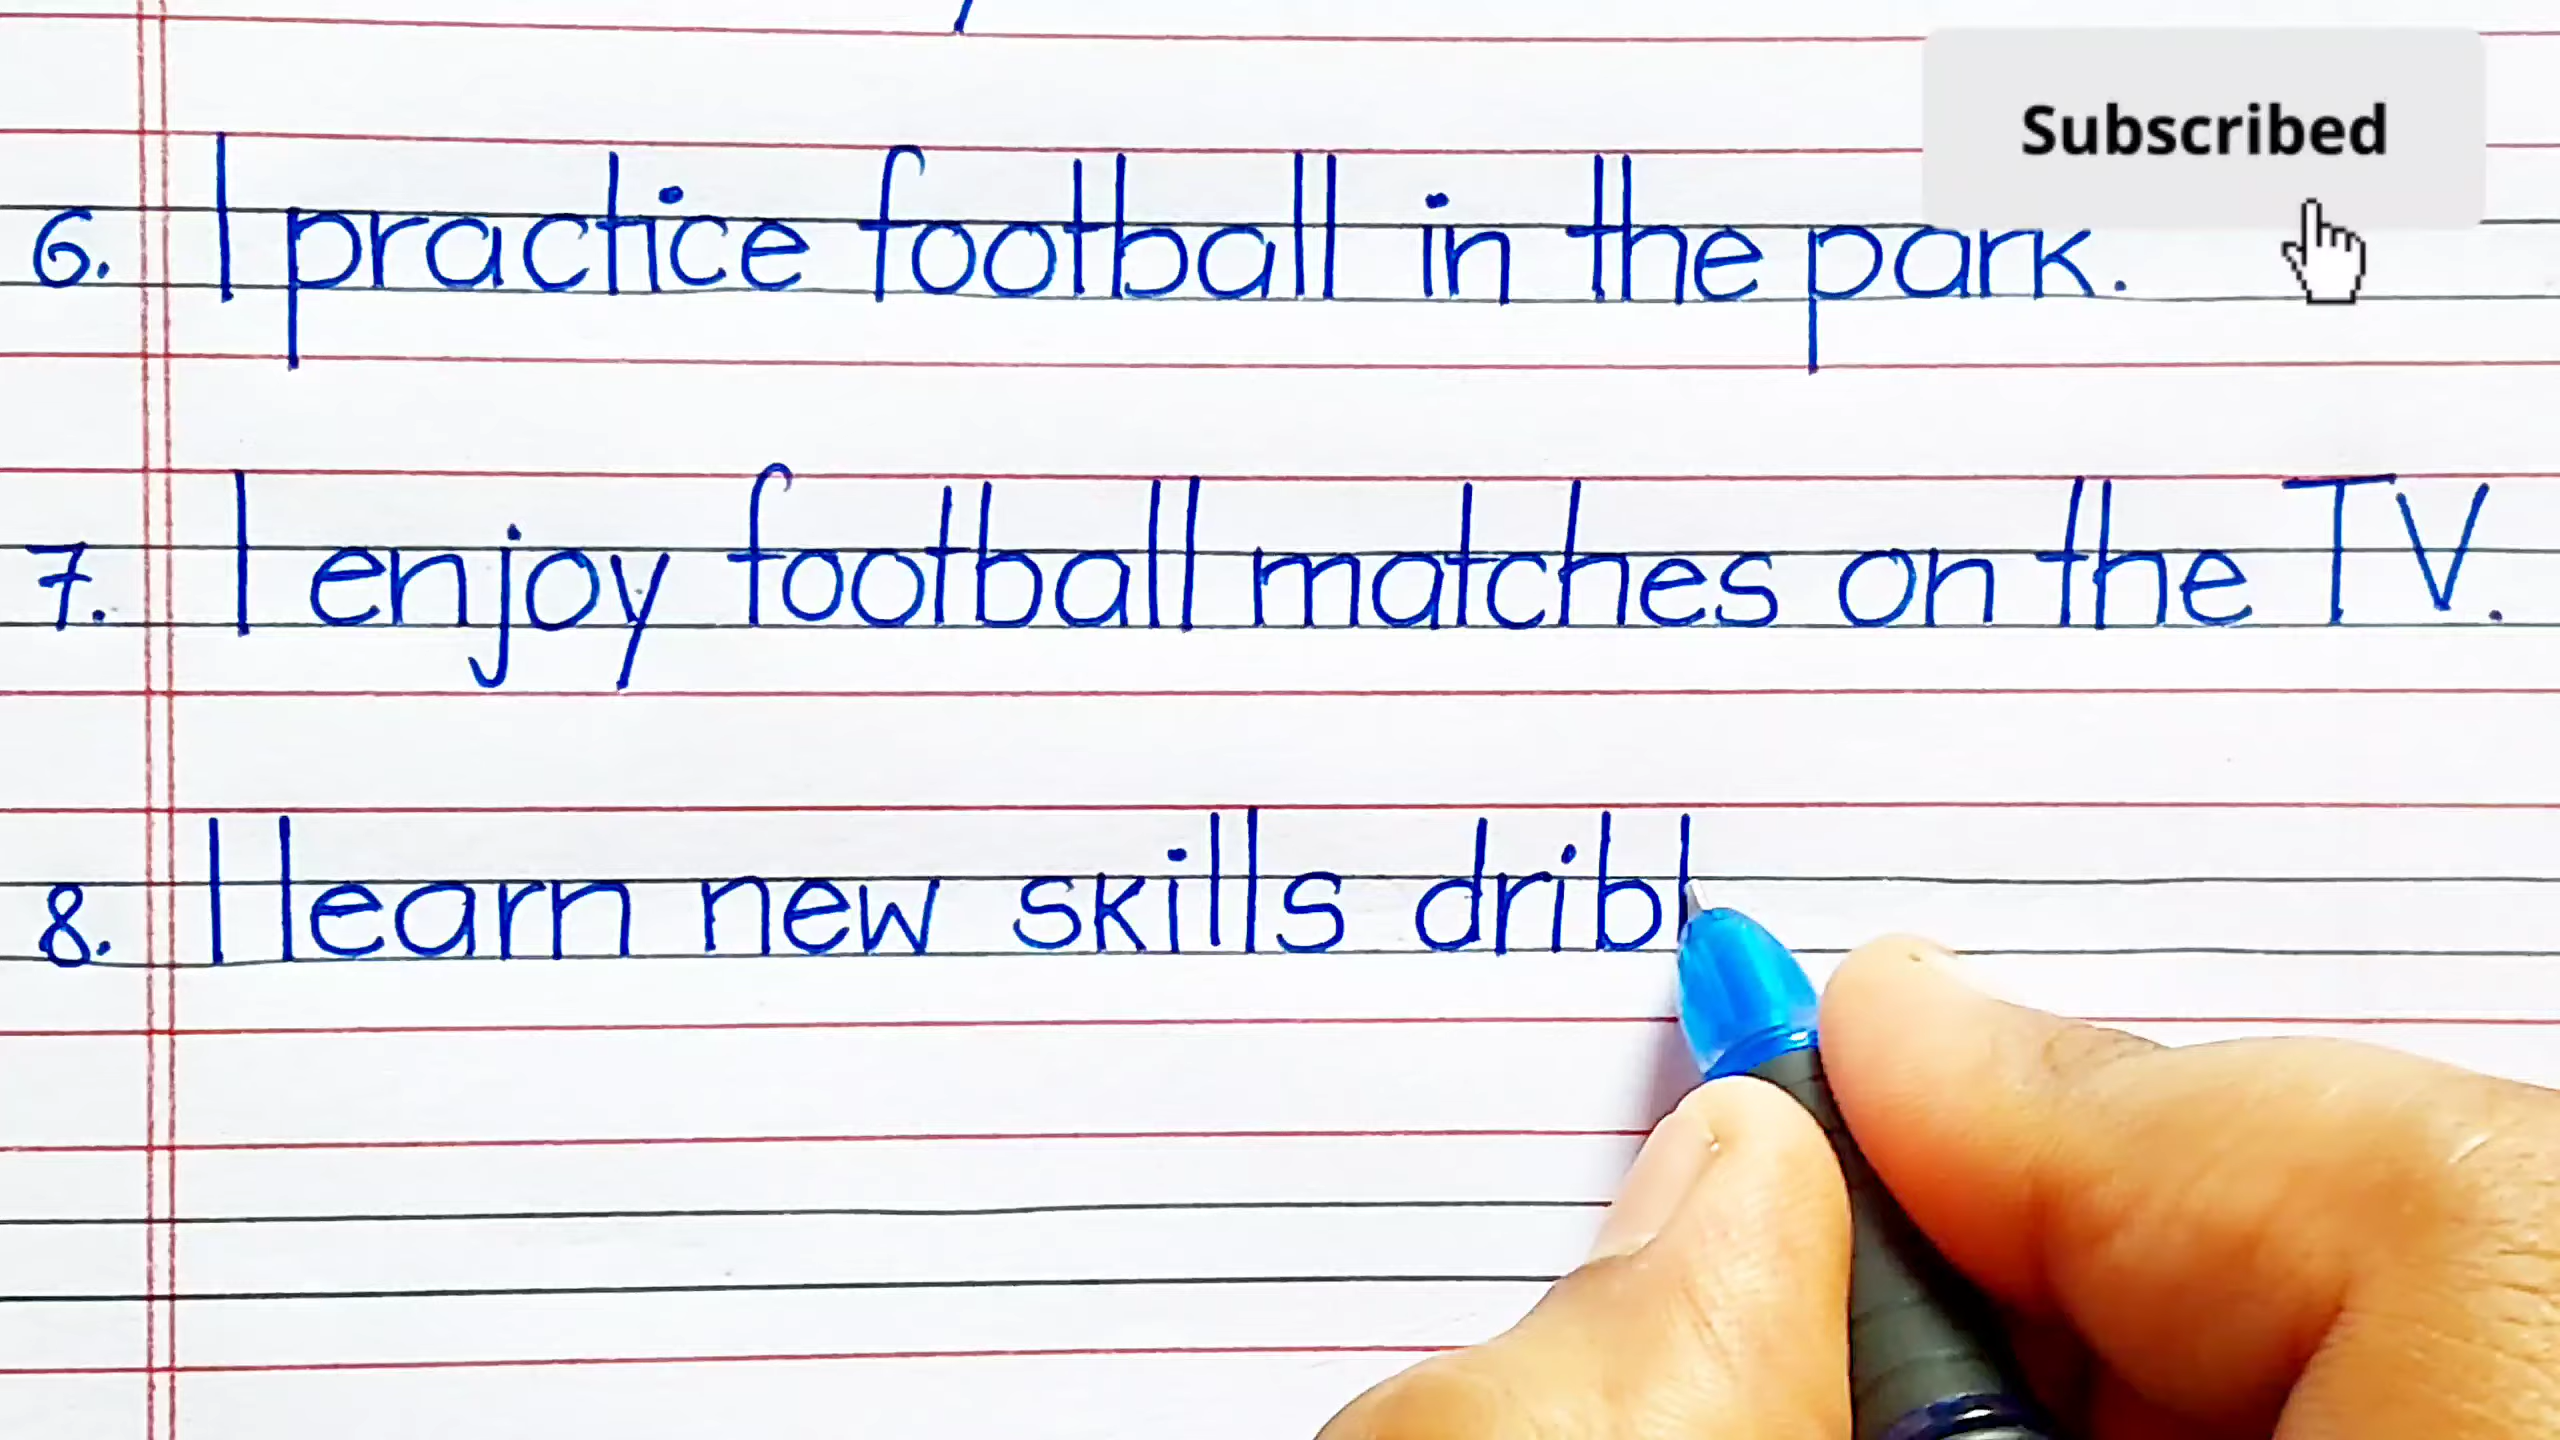 Subscribed
6. I practice football in the park.
7. I enjoy football matches on the TV.
8. I learn new skills dribl